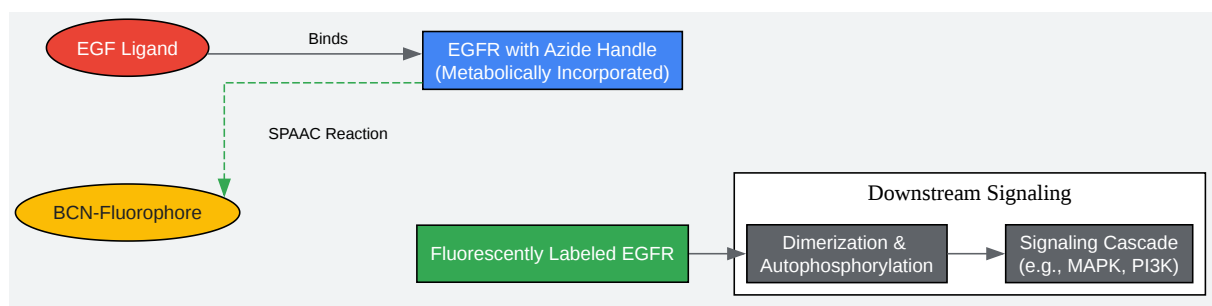 EGF Ligand
Binds
EGFR with Azide Handle
(Metabolically Incorporated)
SPAAC Reaction
BCN-Fluorophore
Fluorescently Labeled EGFR
Downstream Signaling
Dimerization &
Autophosphorylation
Signaling Cascade
(e.g., MAPK, PI3K)